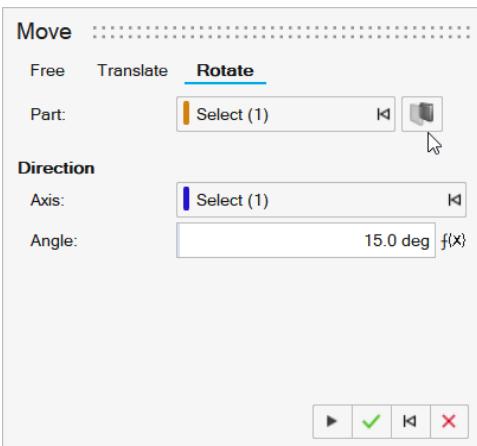 Move
Free Translate Rotate
Part: Select (1)
Direction
Axis: Select (1)
Angle: 15.0 deg f(x)